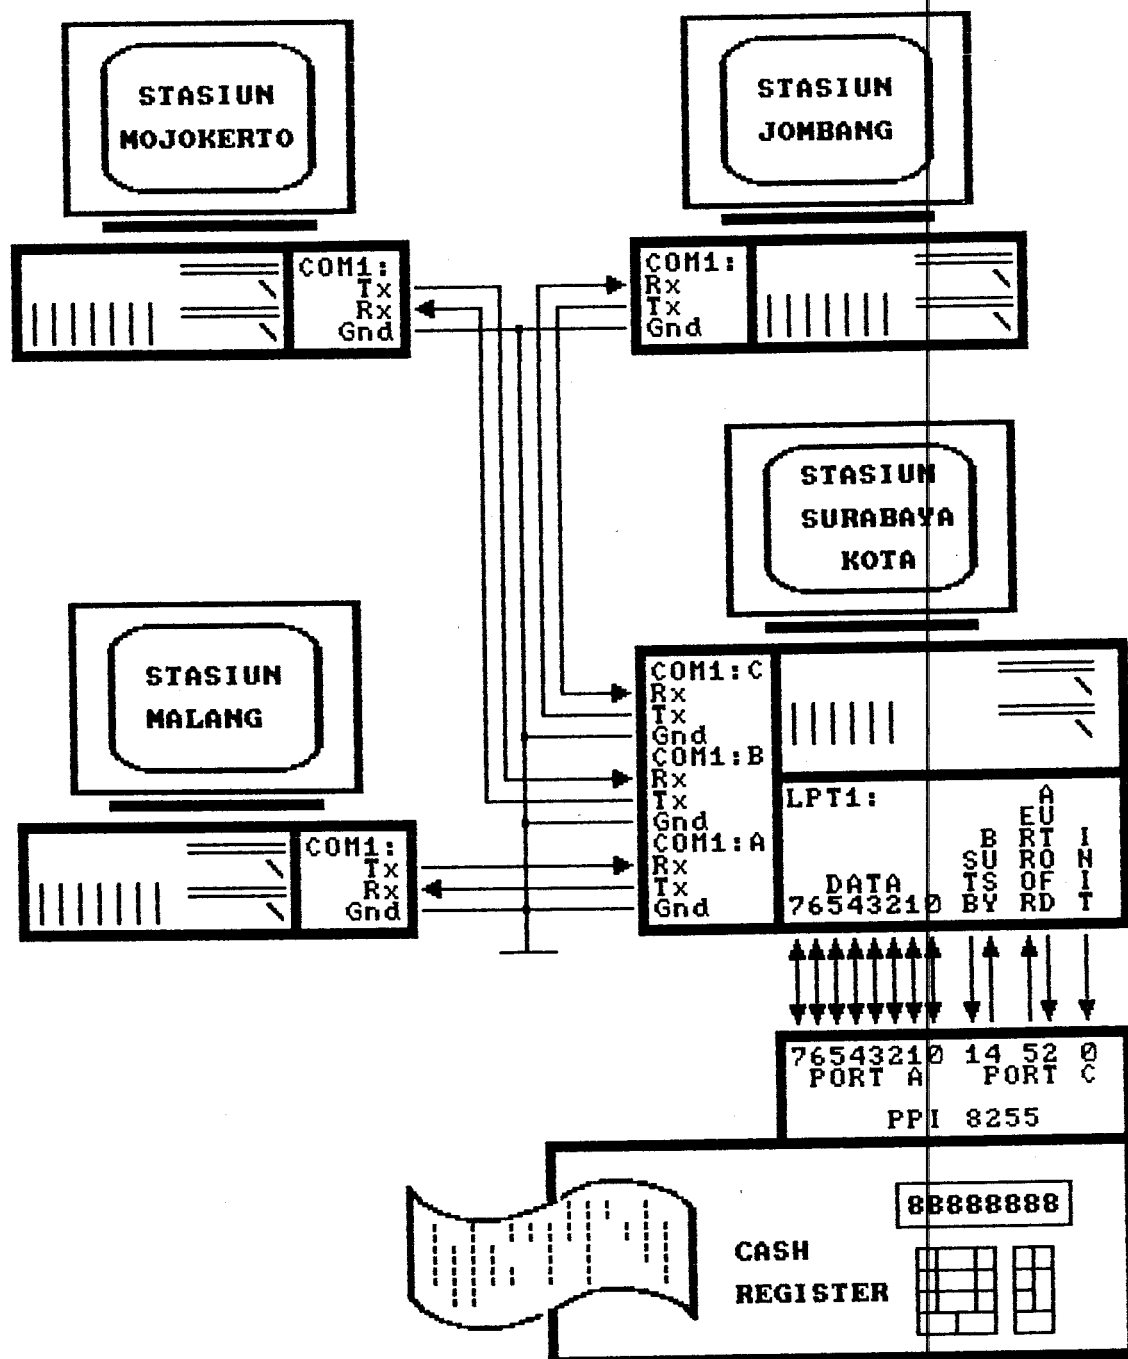 STASIUN
MOJOKERTO
STASIUN
JOMBANG
COM1:
Tx
Rx
Gnd
COM1:
Rx
Tx
Gnd
STASIUN
SURABAYA
KOTA
STASIUN
MALANG
COM1:
Tx
Rx
Gnd
COM1:C
Rx
Tx
Gnd
COM1:B
Rx
Tx
Gnd
COM1:A
Rx
Tx
Gnd
LPT1:
DATA
76543210
STB
BUSY
ERROR
AUTOFD
INIT
76543210 14 52 0
PORT A PORT C
PPI 8255
88888888
CASH
REGISTER